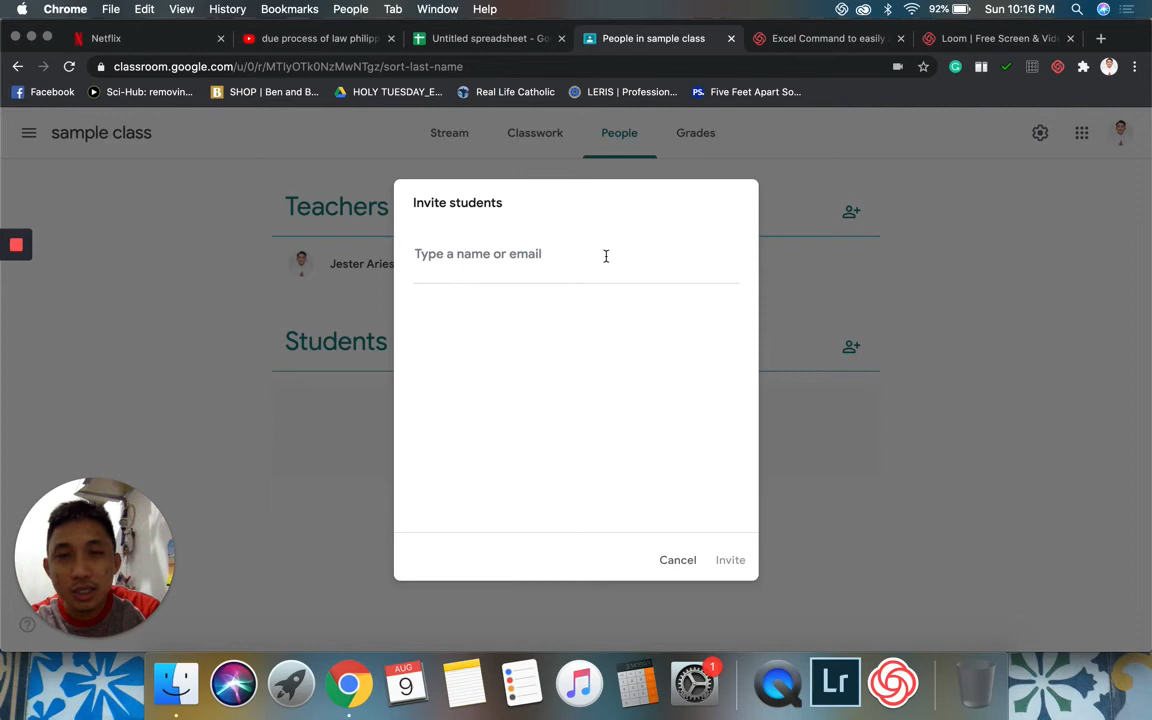 Chrome File Edit View History Bookmarks People Tab Window Help 92% Sun 10:16 PM
Netflix due process of law philipp Untitled spreadsheet - Go People in sample class Excel Command to easily Loom | Free Screen & Vid
classroom.google.com/u/0/r/MTIyOTk0NzMwNTgz/sort-last-name
Facebook Sci-Hub: removin... SHOP | Ben and B... HOLY TUESDAY_E... Real Life Catholic LERIS | Profession... PS. Five Feet Apart So...
sample class Stream Classwork People Grades
Invite students
Teachers
Type a name or email
Jester Aries
Students
Cancel Invite
AUG
9
1
Lr